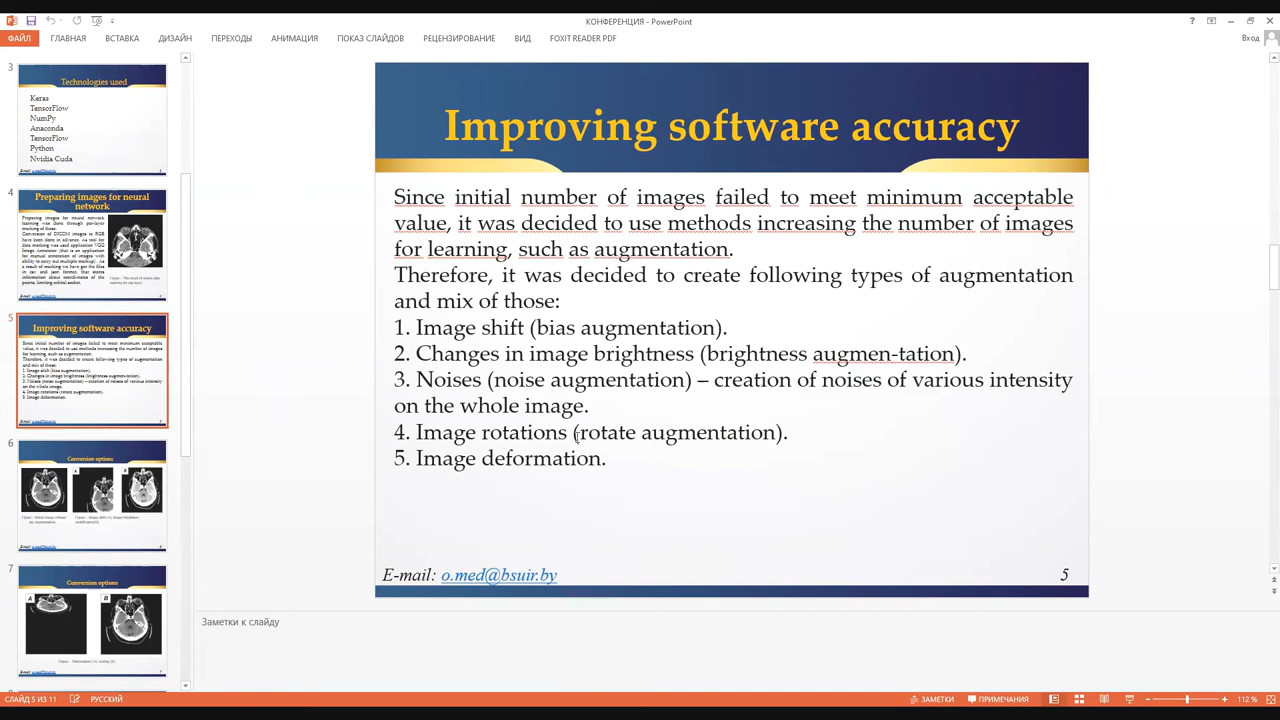 КОНФЕРЕНЦИЯ - PowerPoint
ФАЙЛ ГЛАВНАЯ ВСТАВКА ДИЗАЙН ПЕРЕХОДЫ АНИМАЦИЯ ПОКАЗ СЛАЙДОВ РЕЦЕНЗИРОВАНИЕ ВИД FOXIT READER PDF Вход
3
Technologies used
Keras
TensorFlow
NumPy
Anaconda
TensorFlow
Python
Nvidia Cuda
4
Preparing images for neural
network
5
Improving software accuracy
6
Conversion options
7
Conversion options
Improving software accuracy
Since initial number of images failed to meet minimum acceptable
value, it was decided to use methods increasing the number of images
for learning, such as augmentation.
Therefore, it was decided to create following types of augmentation
and mix of those:
1. Image shift (bias augmentation).
2. Changes in image brightness (brightness augmen-tation).
3. Noises(noise augmentation) – creation of noises of various intensity
on the whole image.
4. Image rotations (rotate augmentation).
5. Image deformation.
E-mail: o.med@bsuir.by 5
Заметки к слайду
СЛАЙД 5 ИЗ 11 РУССКИЙ ЗАМЕТКИ ПРИМЕЧАНИЯ 112 %